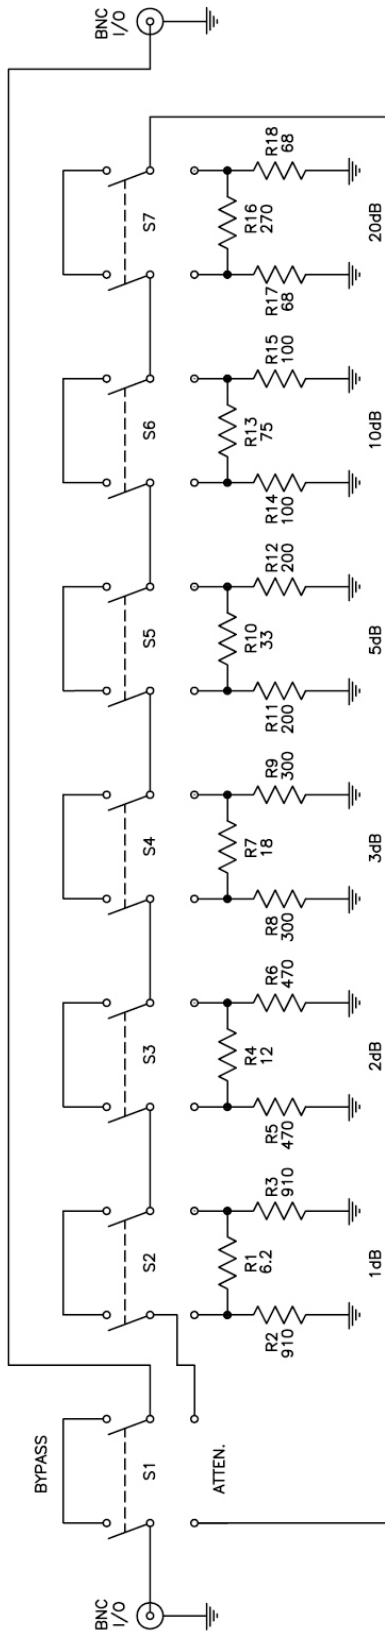 BNC
I/O
BYPASS
S1
ATTEN.
S2
R1
6.2
R2
910
R3
910
1dB
S3
R4
12
R5
470
R6
470
2dB
S4
R7
18
R8
300
R9
300
3dB
S5
R10
33
R11
200
R12
200
5dB
S6
R13
75
R14
100
R15
100
10dB
S7
R16
270
R17
68
R18
68
20dB
BNC
I/O